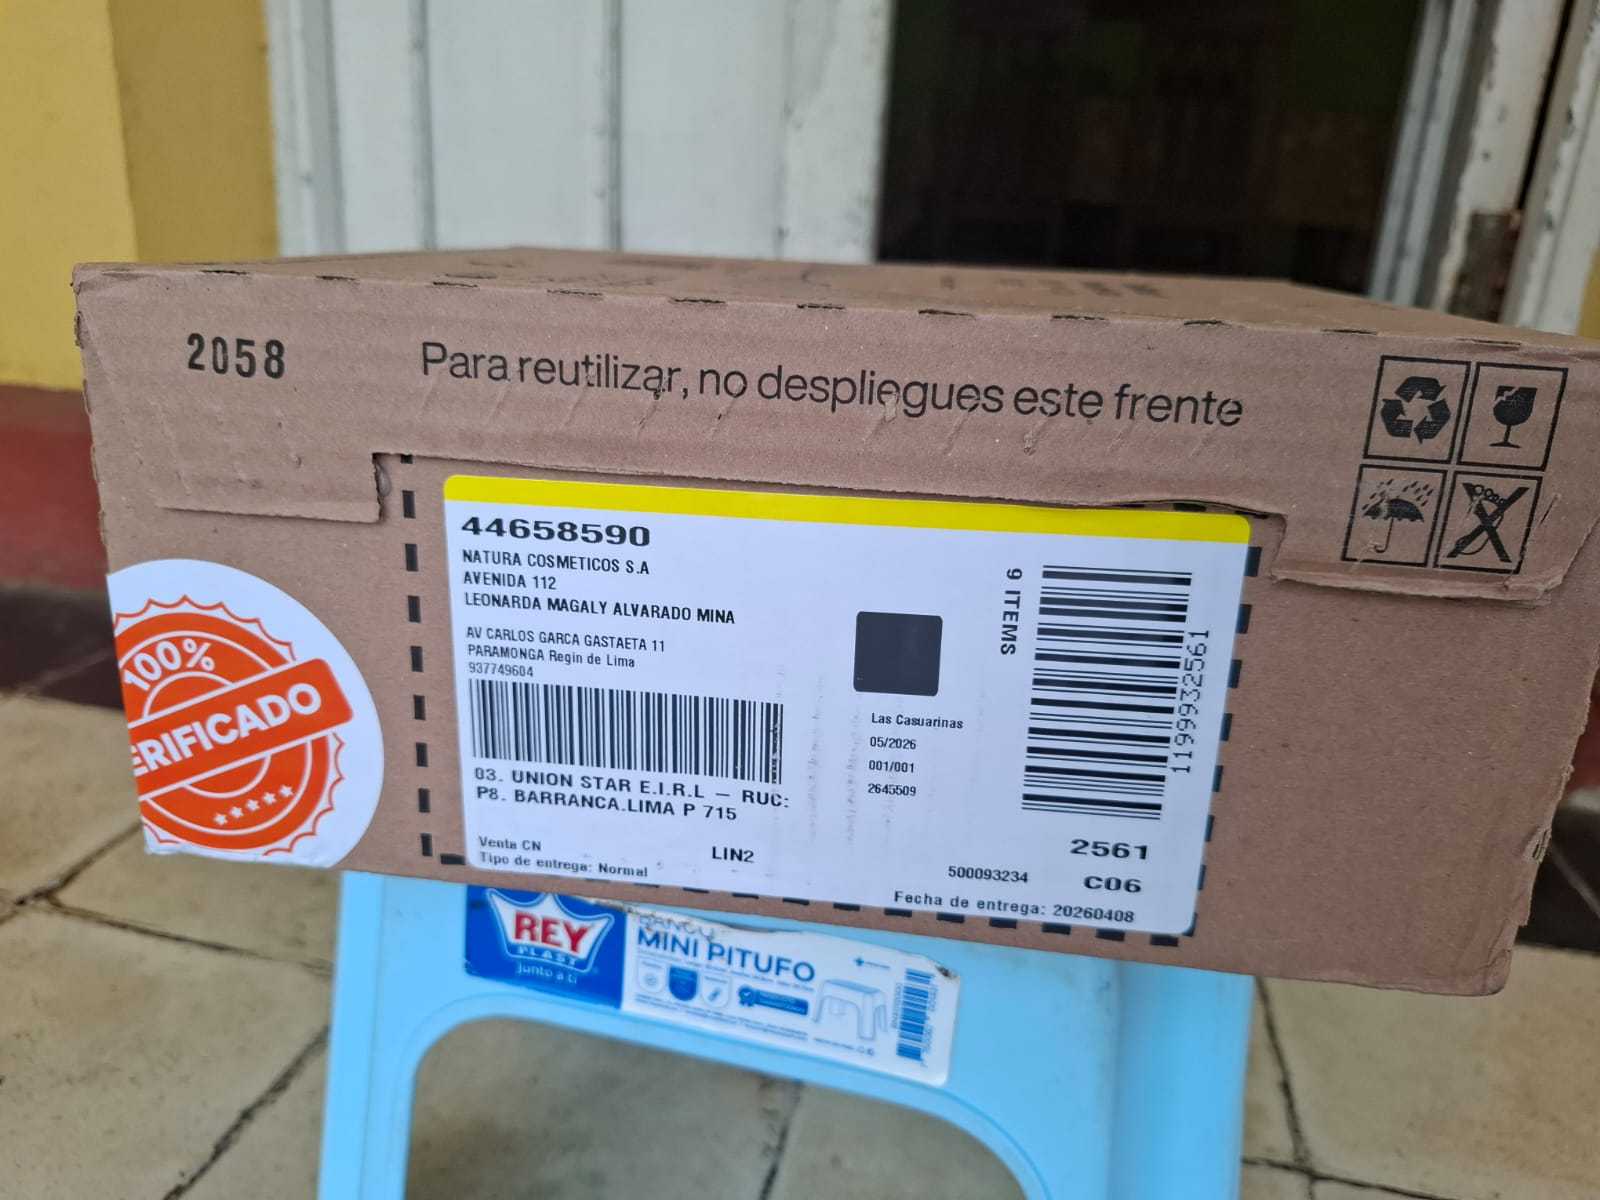 2058
Para reutilizar, no despliegues este frente
100%
ERIFICADO
44658590
NATURA COSMETICOS S.A
AVENIDA 112
LEONARDA MAGALY ALVARADO MINA
AV CARLOS GARCA GASTAETA 11
PARAMONGA Regin de Lima
937749604
03. UNION STAR E.I.R.L – RUC:
P8. BARRANCA.LIMA P 715
Venta CN
LIN2
Tipo de entrega: Normal
Las Casuarinas
05/2026
001/001
2645509
9 ITEMS
1199932561
2561
500093234
C06
Fecha de entrega: 20260408
REY
PLAST
junto a ti
BANCO
MINI PITUFO